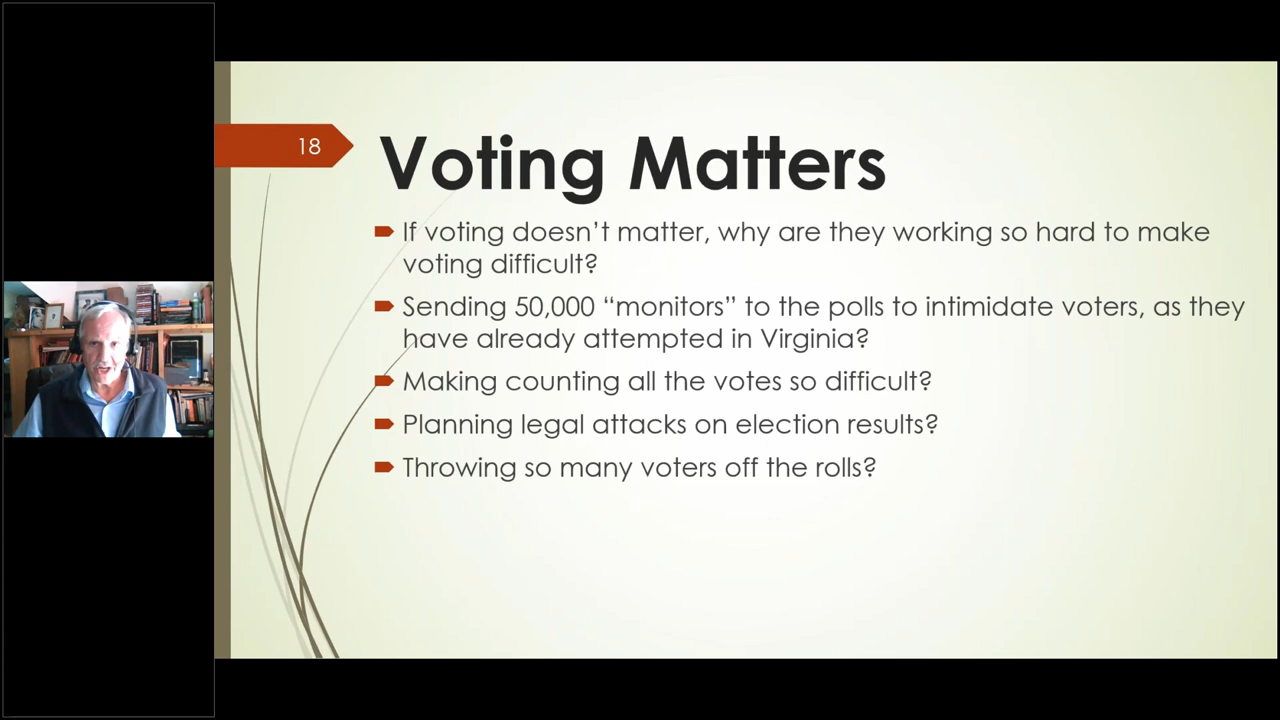 18
Voting Matters
If voting doesn’t matter, why are they working so hard to make
voting difficult?
Sending 50,000 “monitors” to the polls to intimidate voters, as they
have already attempted in Virginia?
Making counting all the votes so difficult?
Planning legal attacks on election results?
Throwing so many voters off the rolls?